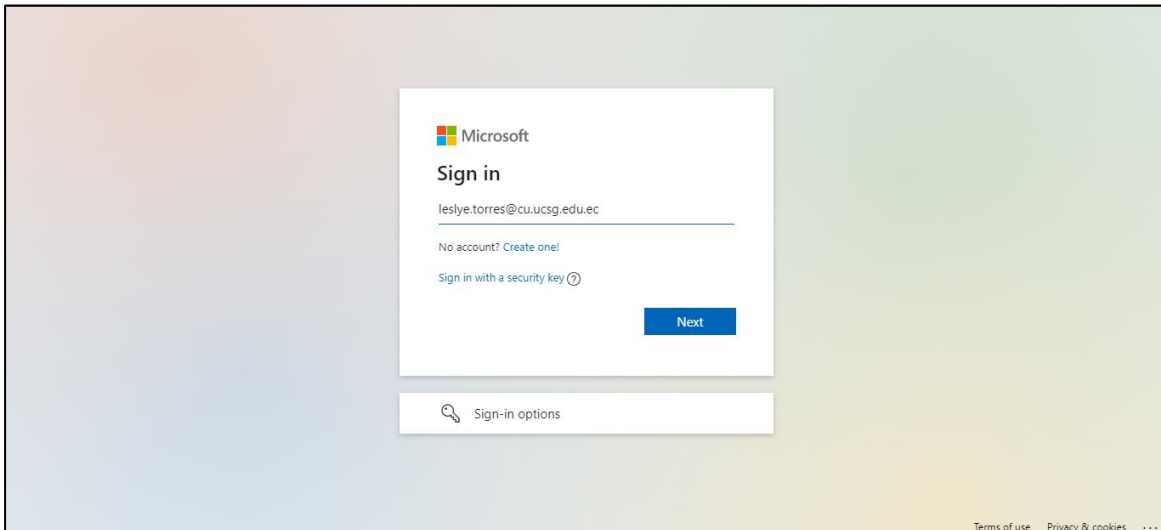 Microsoft
Sign in
leslye.torres@cu.ucsg.edu.ec
No account? Create one!
Sign in with a security key
Next
Sign-in options
Terms of use Privacy & cookies ...